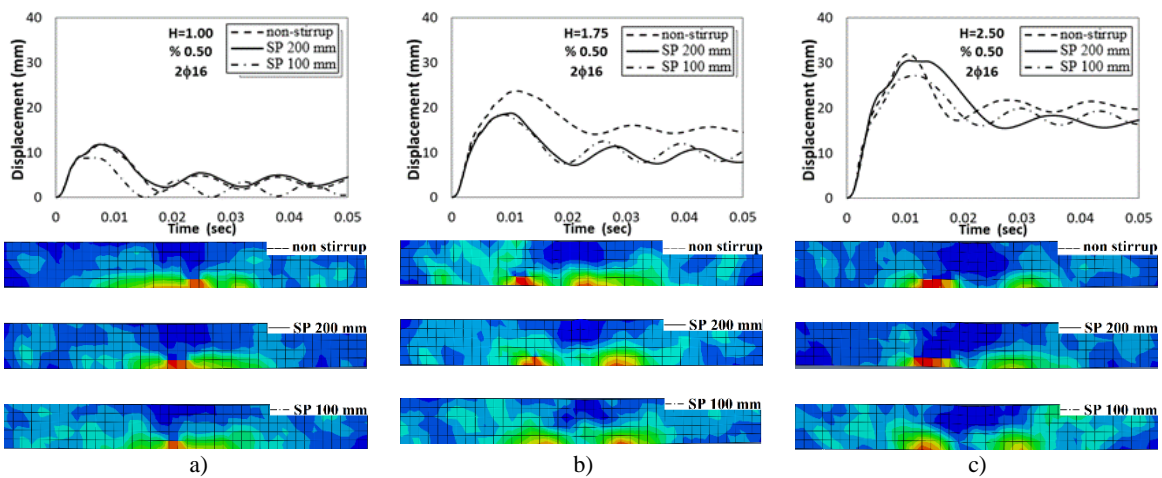 40
30
20
10
0
Displacement (mm)
H=1.00
% 0.50
2ϕ16
non-stirrup
SP 200 mm
SP 100 mm
0 0.01 0.02 0.03 0.04 0.05
Time (sec)
non stirrup
SP 200 mm
SP 100 mm
a)
40
30
20
10
0
Displacement (mm)
H=1.75
% 0.50
2ϕ16
non-stirrup
SP 200 mm
SP 100 mm
0 0.01 0.02 0.03 0.04 0.05
Time (sec)
non stirrup
SP 200 mm
SP 100 mm
b)
40
30
20
10
0
Displacement (mm)
H=2.50
% 0.50
2ϕ16
non-stirrup
SP 200 mm
SP 100 mm
0 0.01 0.02 0.03 0.04 0.05
Time (sec)
non stirrup
SP 200 mm
SP 100 mm
c)